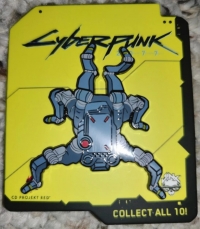 Cyberpunk
CD PROJEKT RED
COLLECT ALL 10!